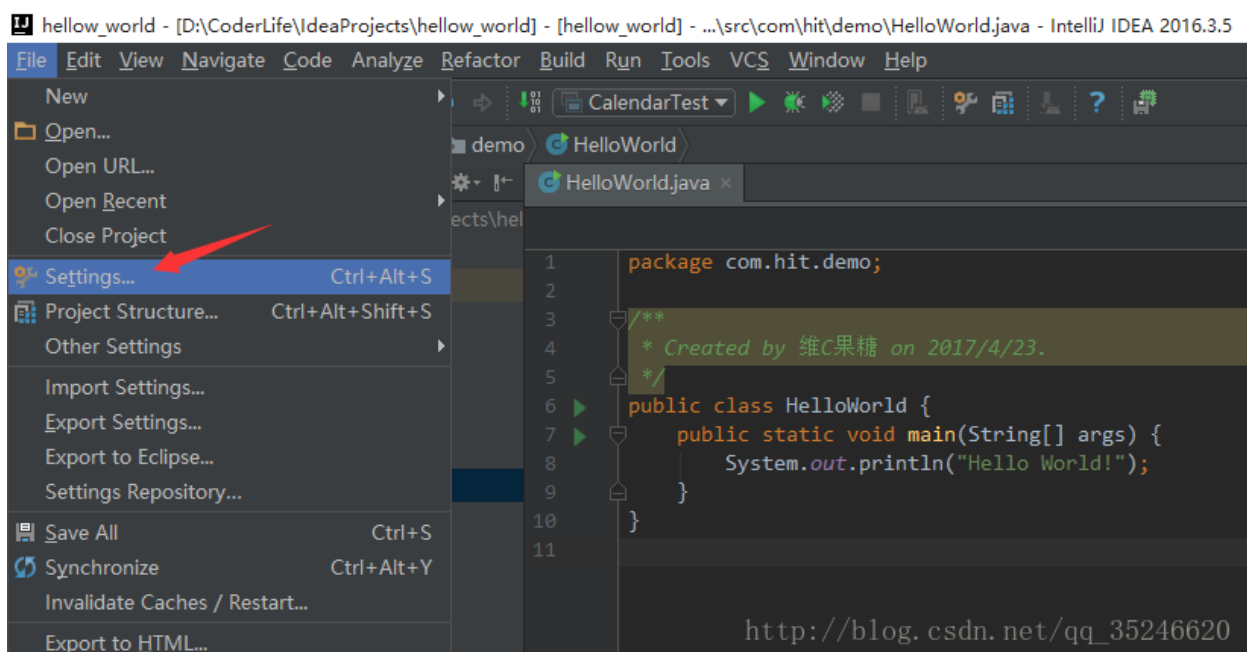 hellow_world - [D:\CoderLife\IdeaProjects\hellow_world] - [hellow_world] - ...\src\com\hit\demo\HelloWorld.java - IntelliJ IDEA 2016.3.5
File Edit View Navigate Code Analyze Refactor Build Run Tools VCS Window Help
New
CalendarTest
Open...
demo HelloWorld
Open URL...
HelloWorld.java
Open Recent
ects\hel
Close Project
Settings... Ctrl+Alt+S
Project Structure... Ctrl+Alt+Shift+S
Other Settings
Import Settings...
Export Settings...
Export to Eclipse...
Settings Repository...
Save All Ctrl+S
Synchronize Ctrl+Alt+Y
Invalidate Caches / Restart...
Export to HTML...
1 package com.hit.demo;
2
3 /**
4 * Created by 维C果糖 on 2017/4/23.
5 */
6 public class HelloWorld {
7 public static void main(String[] args) {
8 System.out.println("Hello World!");
9 }
10 }
11
http://blog.csdn.net/qq_35246620